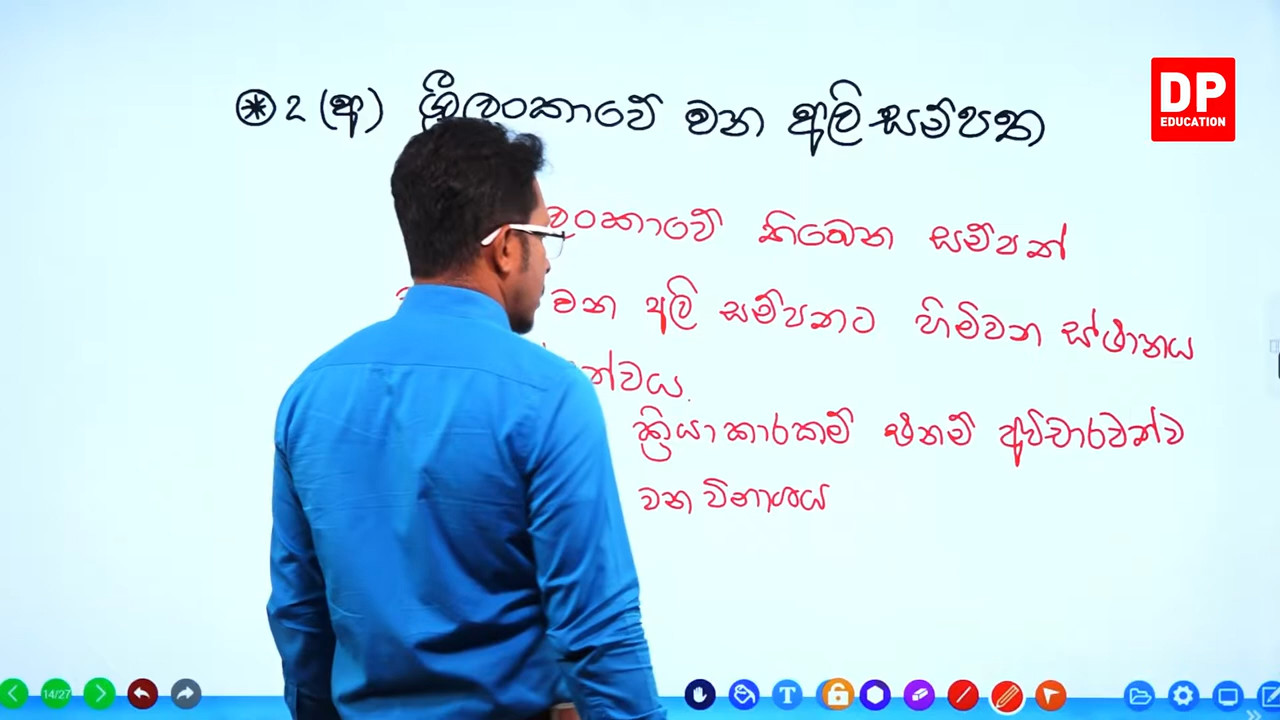 2 (ආ) ශ්‍රී ලංකාවේ වන අලි සම්පත
DP
EDUCATION
ලංකාවේ තිබෙන සම්පත්
වන අලි සම්පතට හිමිවන ස්ථානය
ක්‍රියාකාරකම් එනම් අවිචාරවත්ව
වන විනාශය
14/27
T